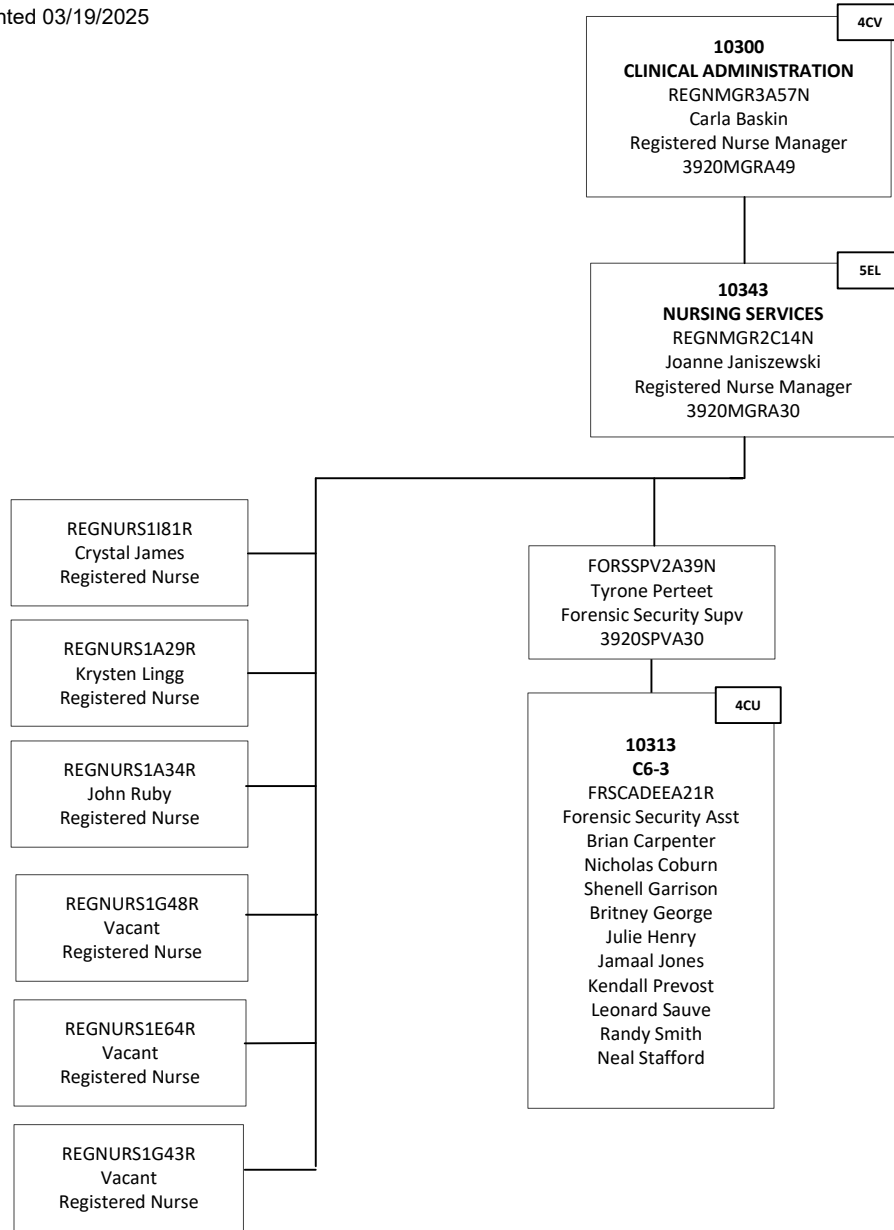 03/19/2025
4CV
10300
CLINICAL ADMINISTRATION
REGNMGR3A57N
Carla Baskin
Registered Nurse Manager
3920MGRA49
5EL
10343
NURSING SERVICES
REGNMGR2C14N
Joanne Janiszewski
Registered Nurse Manager
3920MGRA30
REGNURS1I81R
Crystal James
Registered Nurse
REGNURS1A29R
Krysten Lingg
Registered Nurse
REGNURS1A34R
John Ruby
Registered Nurse
REGNURS1G48R
Vacant
Registered Nurse
REGNURS1E64R
Vacant
Registered Nurse
REGNURS1G43R
Vacant
Registered Nurse
FORSSPV2A39N
Tyrone Perteet
Forensic Security Supv
3920SPVA30
4CU
10313
C6-3
FRSCADEEA21R
Forensic Security Asst
Brian Carpenter
Nicholas Coburn
Shenell Garrison
Britney George
Julie Henry
Jamaal Jones
Kendall Prevost
Leonard Sauve
Randy Smith
Neal Stafford